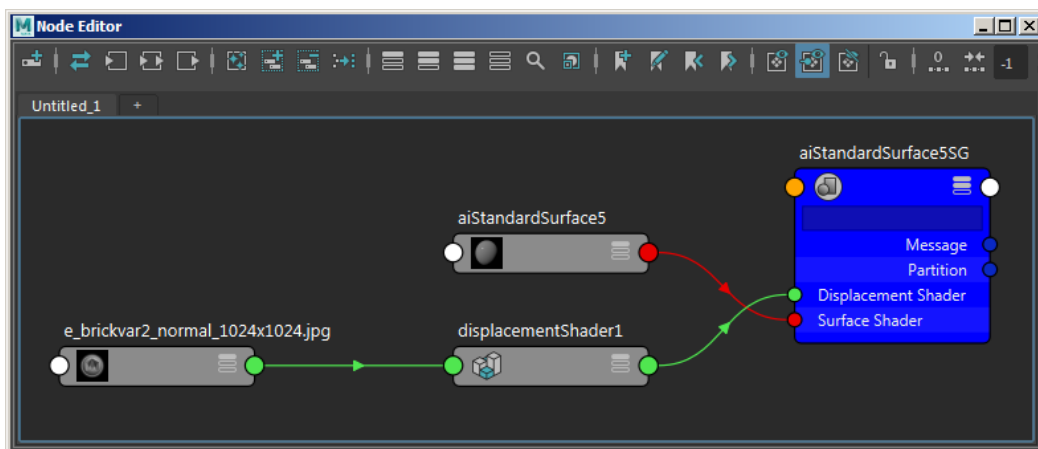 Node Editor
-1
Untitled_1 +
aiStandardSurface5SG
aiStandardSurface5
Message
Partition
Displacement Shader
Surface Shader
e_brickvar2_normal_1024x1024.jpg
displacementShader1